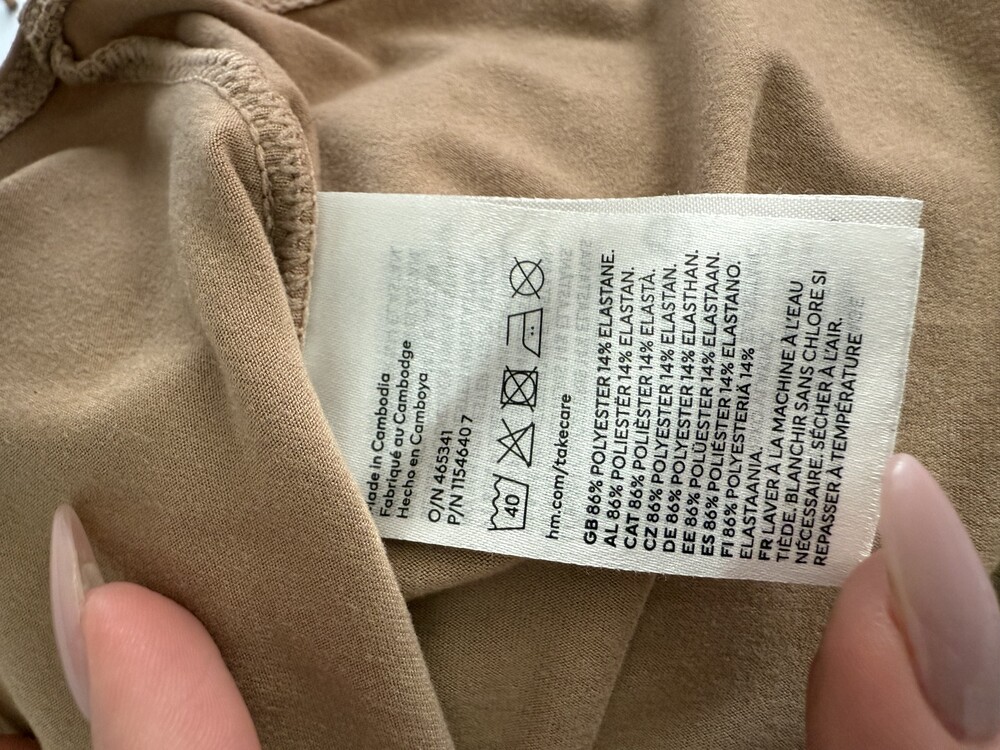 Made in Cambodia
Fabriqué au Cambodge
Hecho en Camboya
O/N 465341
P/N 11546407
40
hm.com/takecare
GB 86% POLYESTER 14% ELASTANE.
AL 86% POLIESTËR 14% ELASTAN.
CAT 86% POLIÈSTER 14% ELASTÀ.
CZ 86% POLYESTER 14% ELASTAN.
DE 86% POLYESTER 14% ELASTHAN.
EE 86% POLÜESTER 14% ELASTAAN.
ES 86% POLIÉSTER 14% ELASTANO.
FI 86% POLYESTERIÄ 14%
ELASTAANIA.
FR LAVER À LA MACHINE À L'EAU
TIÈDE. BLANCHIR SANS CHLORE SI
NÉCESSAIRE. SÉCHER À L'AIR.
REPASSER À TEMPÉRATURE